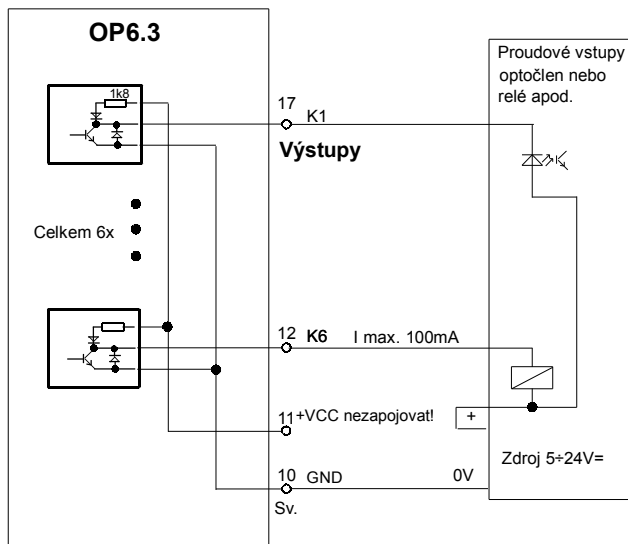 OP6.3
Proudové vstupy
optočlen nebo
relé apod.
1k8
17
K1
Výstupy
Celkem 6x
12
K6
I max. 100mA
11
+VCC nezapojovat!
+
Zdroj 5÷24V=
10
GND
0V
Sv.